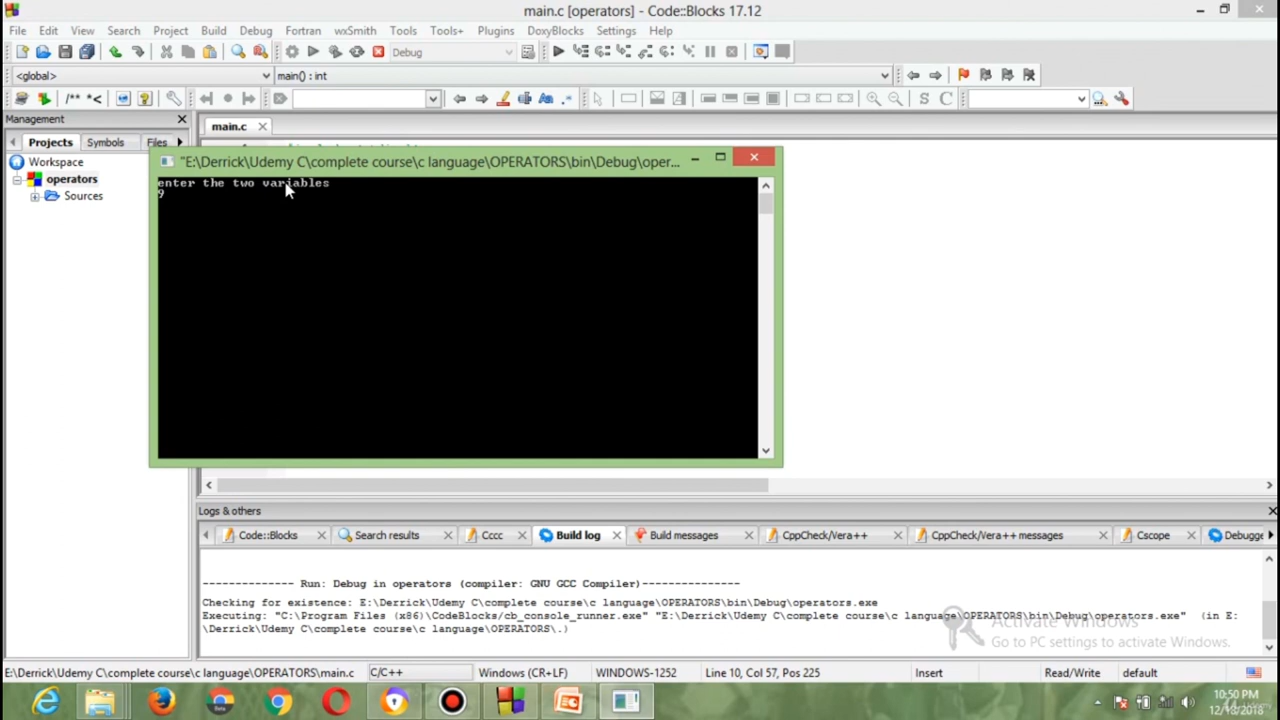 main.c [operators] - Code::Blocks 17.12
File Edit View Search Project Build Debug Fortran wxSmith Tools Tools+ Plugins DoxyBlocks Settings Help
Debug
<global> main() : int
/** *<
S C
Management
main.c
Projects Symbols Files
Workspace
operators
Sources
"E:\Derrick\Udemy C\complete course\c language\OPERATORS\bin\Debug\oper...
enter the two variables
9
Logs & others
Code::Blocks Search results Cccc Build log Build messages CppCheck/Vera++ CppCheck/Vera++ messages Cscope Debugge
-------------- Run: Debug in operators (compiler: GNU GCC Compiler)---------------
Checking for existence: E:\Derrick\Udemy C\complete course\c language\OPERATORS\bin\Debug\operators.exe
Executing: "C:\Program Files (x86)\CodeBlocks/cb_console_runner.exe" "E:\Derrick\Udemy C\complete course\c language\OPERATORS\bin\Debug\operators.exe" (in E:
\Derrick\Udemy C\complete course\c language\OPERATORS\.)
Activate Windows
Go to PC settings to activate Windows.
E:\Derrick\Udemy C\complete course\c language\OPERATORS\main.c C/C++ Windows (CR+LF) WINDOWS-1252 Line 10, Col 57, Pos 225 Insert Read/Write default
10:50 PM